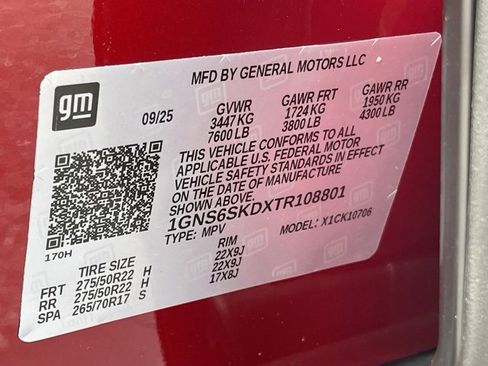 MFD BY GENERAL MOTORS LLC
gm
09/25 GVWR GAWR FRT GAWR RR
3447 KG 1724 KG 1950 KG
7600 LB 3800 LB 4300 LB
THIS VEHICLE CONFORMS TO ALL
APPLICABLE U.S. FEDERAL MOTOR
VEHICLE SAFETY STANDARDS IN EFFECT
ON THE DATE OF MANUFACTURE
SHOWN ABOVE.
1GNS6SKDXTR108801
170H TYPE: MPV MODEL: X1CK10706
TIRE SIZE RIM
FRT 275/50R22 H 22X9J
RR 275/50R22 H 22X9J
SPA 265/70R17 S 17X8J